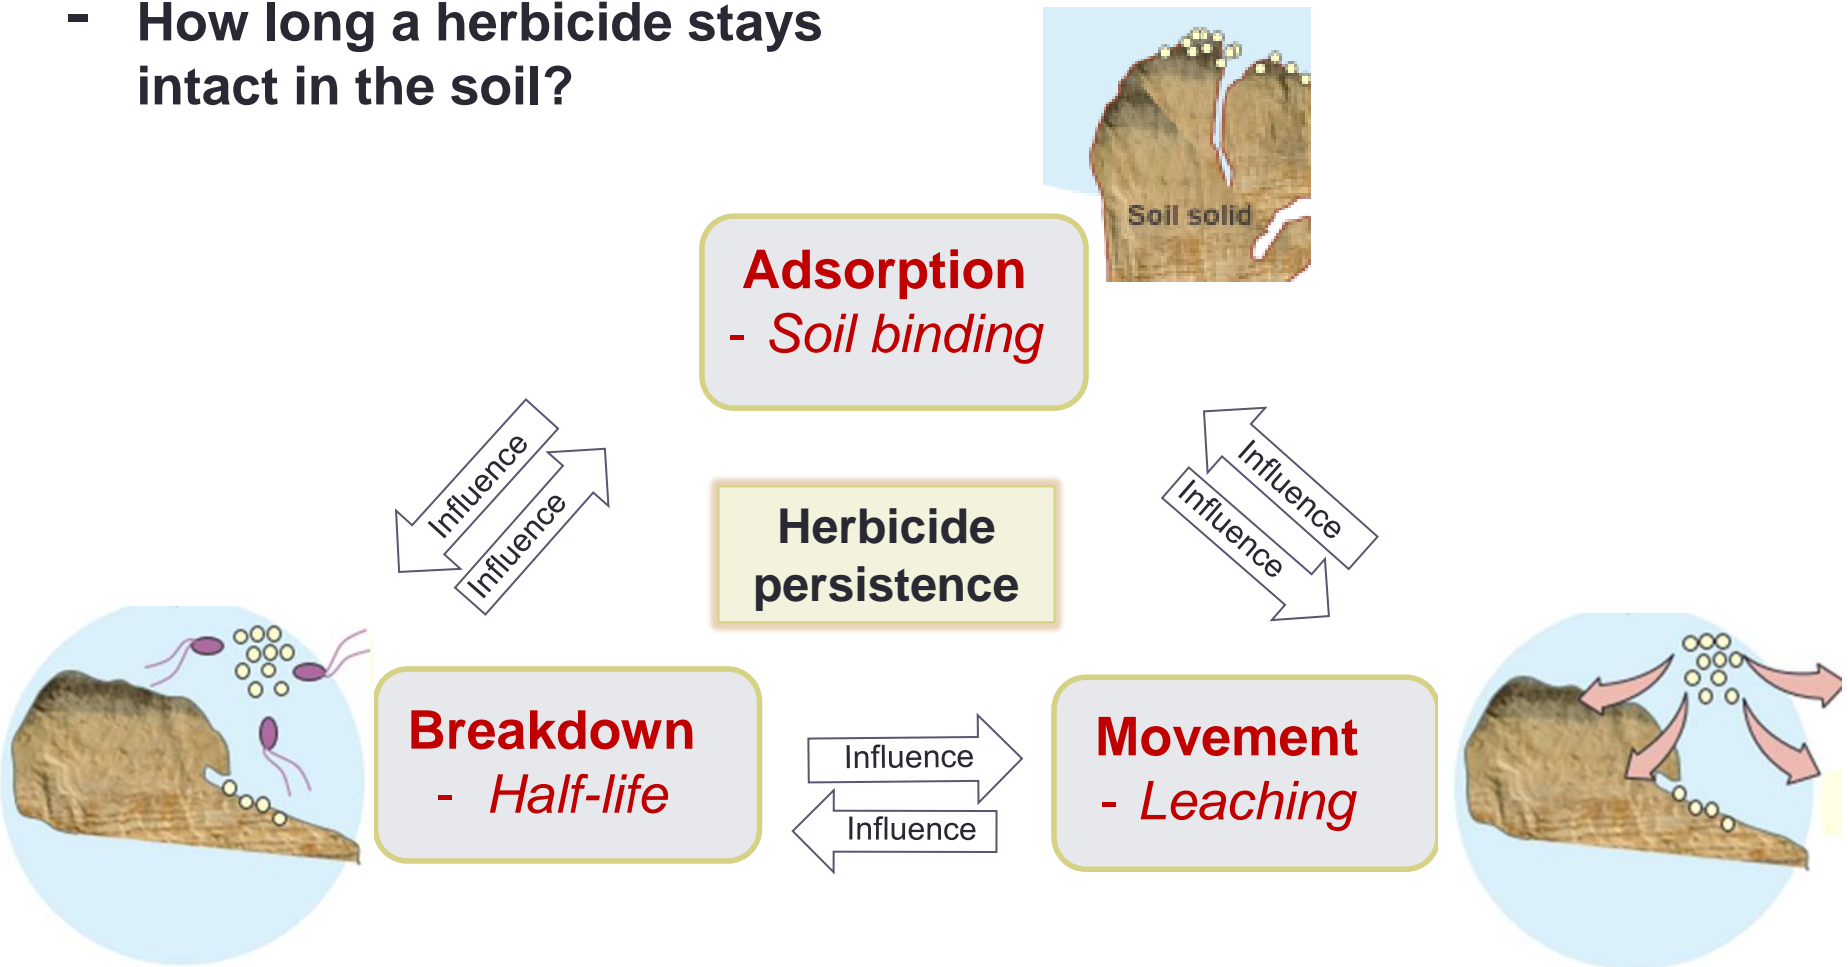 - How long a herbicide stays
intact in the soil?
Soil solid
Adsorption
- Soil binding
Influence
Influence
Influence
Influence
Herbicide
persistence
Breakdown
- Half-life
Influence
Influence
Movement
- Leaching